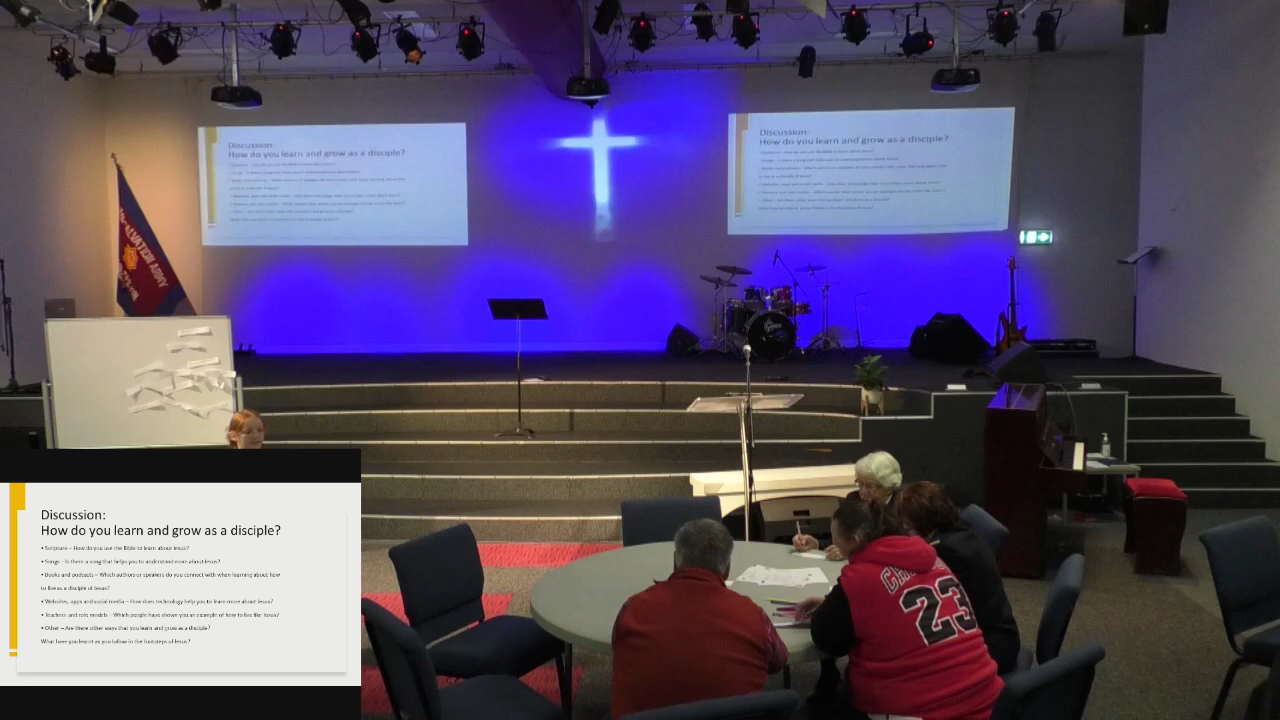 Discussion:
How do you learn and grow as a disciple?
Discussion:
How do you learn and grow as a disciple?
SALVATION ARMY
23
Discussion:
How do you learn and grow as a disciple?
• Scripture – How do you use the Bible to learn about Jesus?
• Songs – Is there a song that helps you to understand more about Jesus?
• Books and podcasts – Which authors or speakers do you connect with when learning about how
to live as a disciple of Jesus?
• Websites, apps and social media – How does technology help you to learn more about Jesus?
• Teachers and role models – Which people have shown you an example of how to live like Jesus?
• Other – Are there other ways that you learn and grow as a disciple?
What have you learnt as you follow in the footsteps of Jesus?